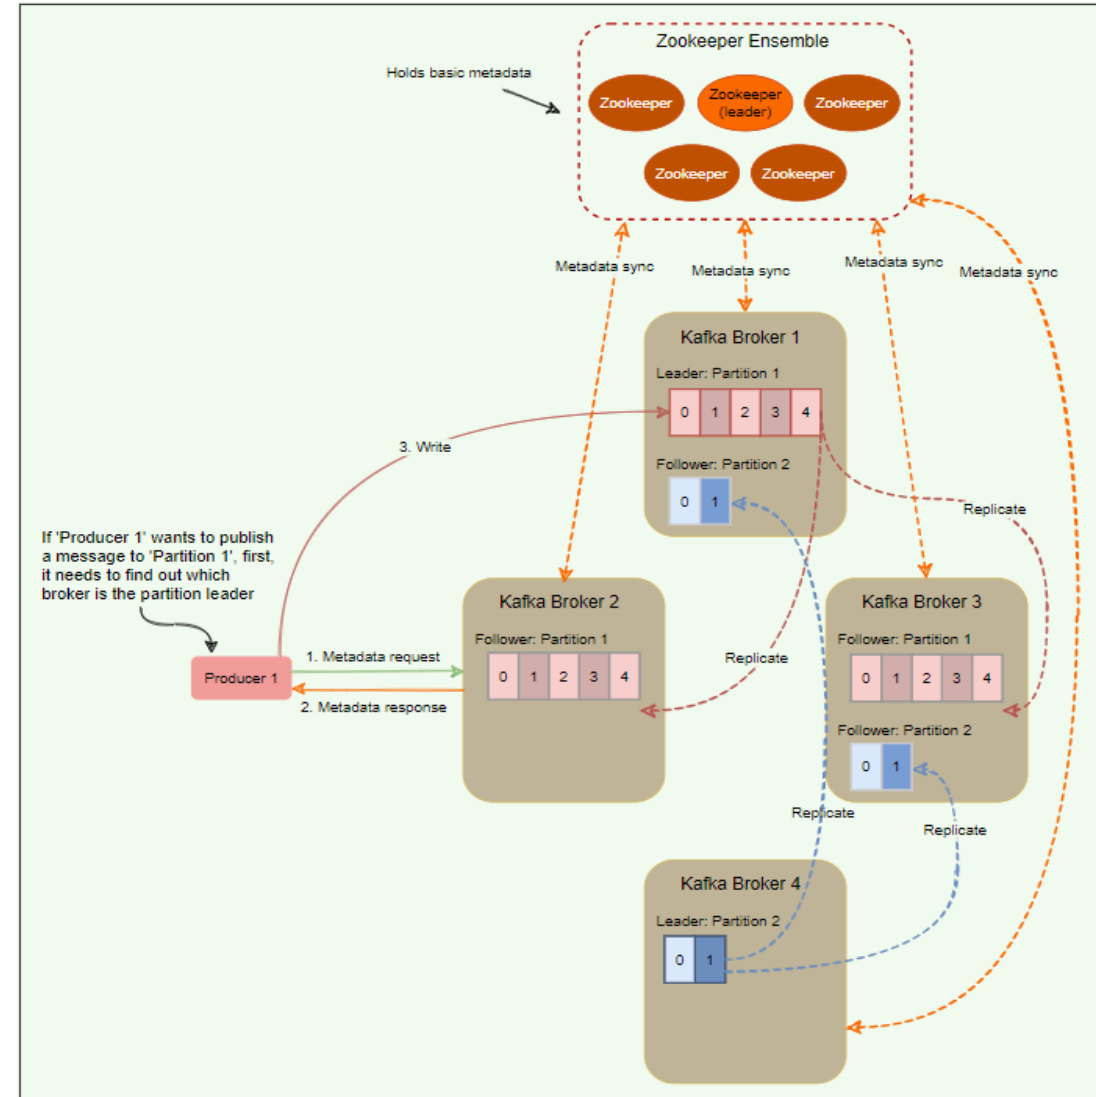 Zookeeper Ensemble
Holds basic metadata
Zookeeper
Zookeeper
(leader)
Zookeeper
Zookeeper
Zookeeper
Metadata sync
Metadata sync
Metadata sync
Metadata sync
Kafka Broker 1
Leader: Partition 1
0 1 2 3 4
3. Write
Follower: Partition 2
0 1
Replicate
If 'Producer 1' wants to publish
a message to 'Partition 1', first,
it needs to find out which
broker is the partition leader
Kafka Broker 2
Follower: Partition 1
0 1 2 3 4
1. Metadata request
Producer 1
2. Metadata response
Replicate
Kafka Broker 3
Follower: Partition 1
0 1 2 3 4
Follower: Partition 2
0 1
Replicate
Replicate
Kafka Broker 4
Leader: Partition 2
0 1